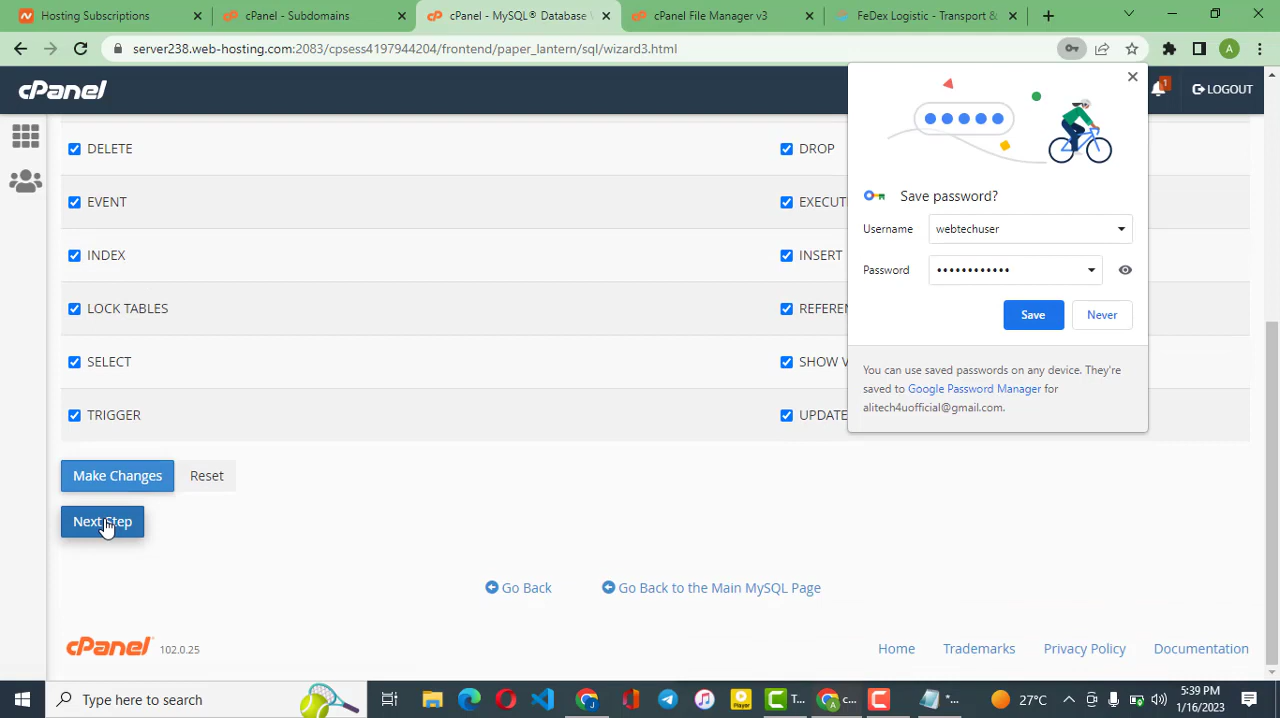 Hosting Subscriptions
cPanel - Subdomains
cPanel - MySQL® Database
cPanel File Manager v3
FeDex Logistic - Transport &
server238.web-hosting.com:2083/cpsess4197944204/frontend/paper_lantern/sql/wizard3.html
A
cPanel
1
LOGOUT
DELETE
DROP
EVENT
EXECUT
INDEX
INSERT
LOCK TABLES
REFEREN
SELECT
SHOW V
TRIGGER
UPDATE
Save password?
Username
webtechuser
Password
Save
Never
You can use saved passwords on any device. They're
saved to Google Password Manager for
alitech4uofficial@gmail.com.
Make Changes
Reset
Next Step
Go Back
Go Back to the Main MySQL Page
cPanel
102.0.25
Home
Trademarks
Privacy Policy
Documentation
Type here to search
Player
T...
c...
*...
27°C
5:39 PM
1/16/2023